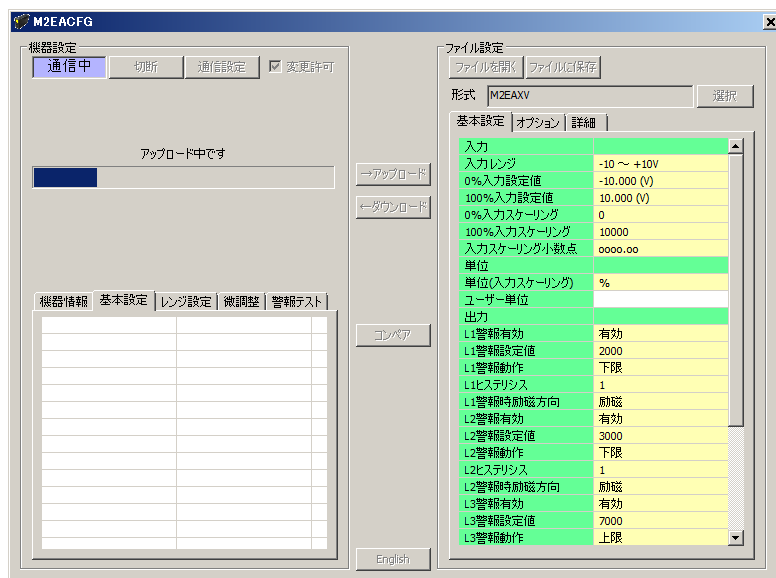 M2EACFG
機器設定
通信中 切断 通信設定 変更許可
アップロード中です
機器情報 基本設定 レンジ設定 微調整 警報テスト
→アップロード
←ダウンロード
コンペア
English
ファイル設定
ファイルを開く ファイルに保存
形式 M2EAXV 選択
基本設定 オプション 詳細
入力
入力レンジ -10 ～ +10V
0%入力設定値 -10.000 (V)
100%入力設定値 10.000 (V)
0%入力スケーリング 0
100%入力スケーリング 10000
入力スケーリング小数点 oooo.oo
単位
単位(入力スケーリング) %
ユーザー単位
出力
L1警報有効 有効
L1警報設定値 2000
L1警報動作 下限
L1ヒステリシス 1
L1警報時励磁方向 励磁
L2警報有効 有効
L2警報設定値 3000
L2警報動作 下限
L2ヒステリシス 1
L2警報時励磁方向 励磁
L3警報有効 有効
L3警報設定値 7000
L3警報動作 上限